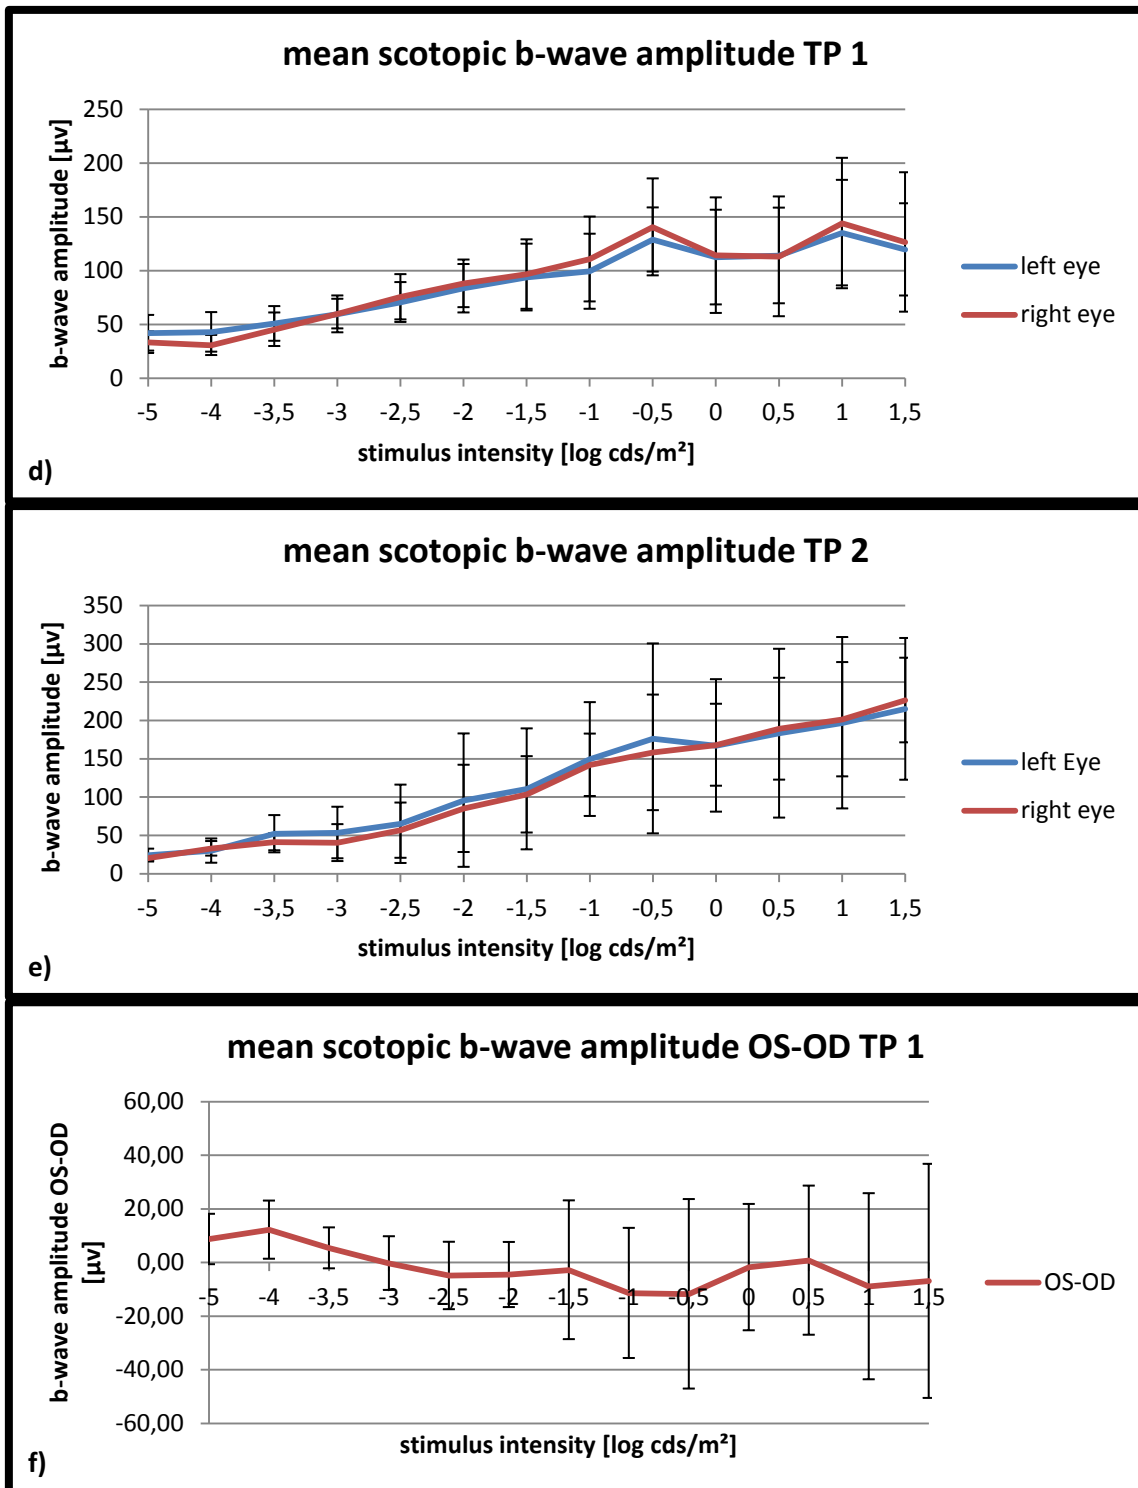 mean scotopic b-wave amplitude TP 1
b-wave amplitude [µv]
250
200
150
100
50
0
-5 -4 -3,5 -3 -2,5 -2 -1,5 -1 -0,5 0 0,5 1 1,5
stimulus intensity [log cds/m²]
left eye
right eye
d)
mean scotopic b-wave amplitude TP 2
b-wave amplitude [µv]
350
300
250
200
150
100
50
0
-5 -4 -3,5 -3 -2,5 -2 -1,5 -1 -0,5 0 0,5 1 1,5
stimulus intensity [log cds/m²]
left Eye
right eye
e)
mean scotopic b-wave amplitude OS-OD TP 1
b-wave amplitude OS-OD
[µv]
60,00
40,00
20,00
0,00
-20,00
-40,00
-60,00
-5 -4 -3,5 -3 -2,5 -2 -1,5 -1 -0,5 0 0,5 1 1,5
stimulus intensity [log cds/m²]
OS-OD
f)